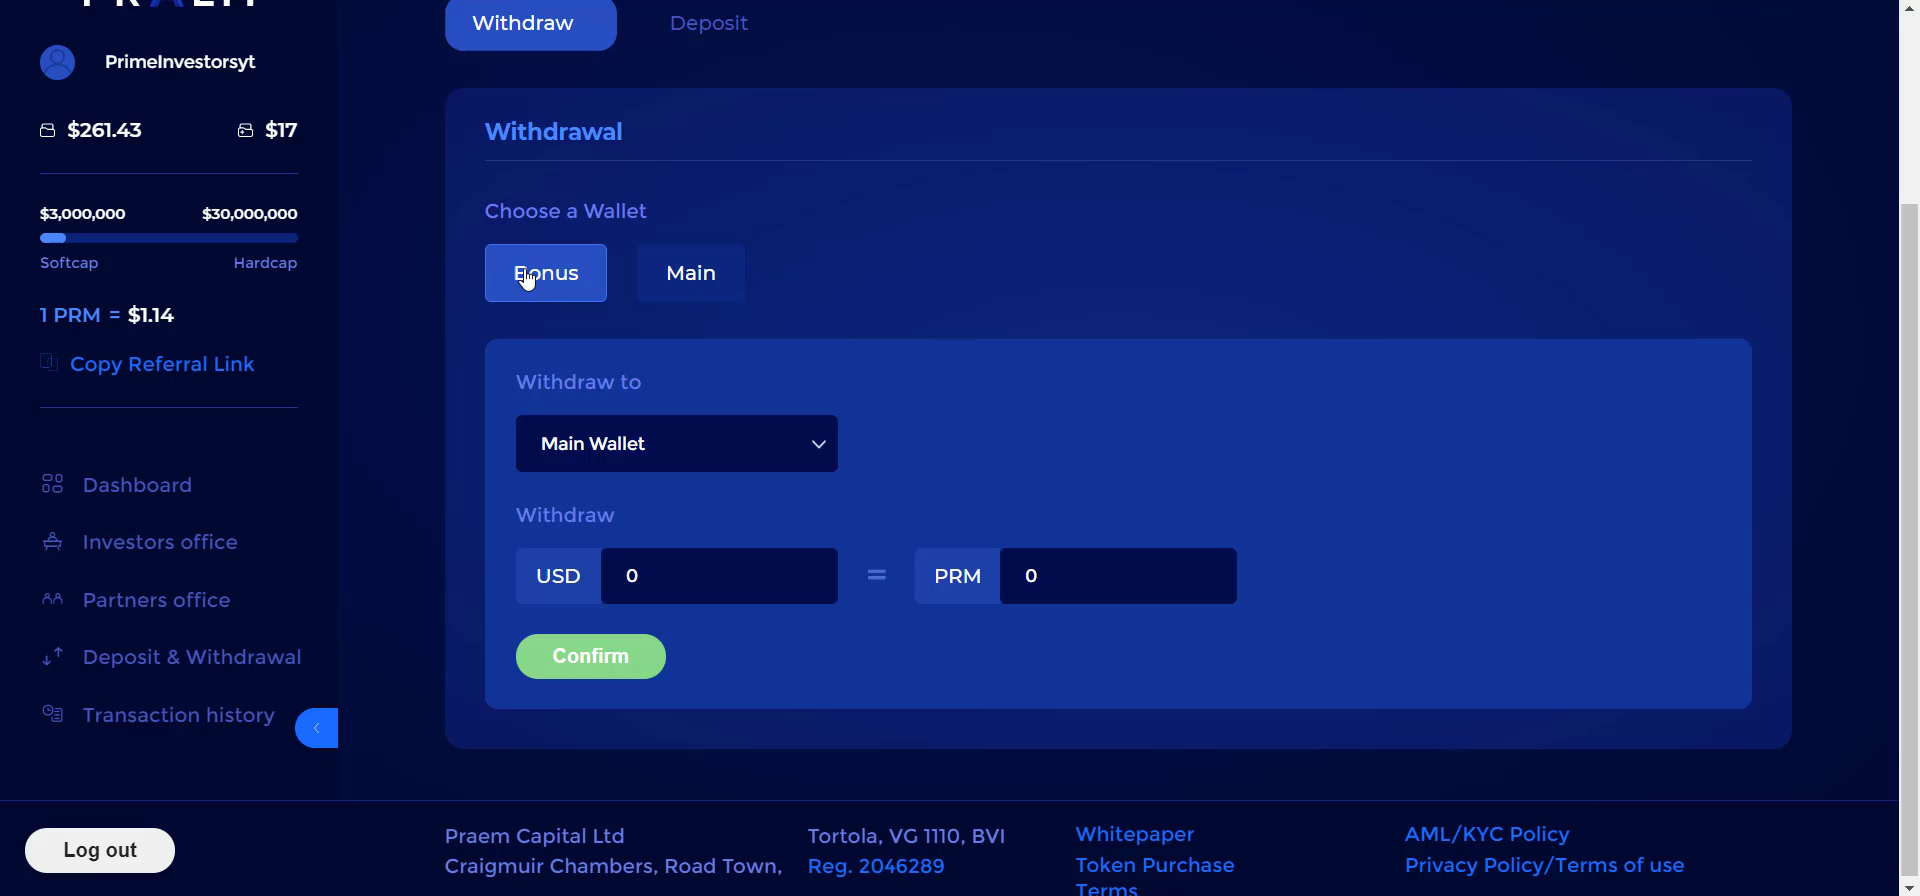 Withdraw
Deposit
PrimeInvestorsyt
$261.43
$17
$3,000,000
$30,000,000
Softcap
Hardcap
1 PRM = $1.14
Copy Referral Link
Dashboard
Investors office
Partners office
Deposit & Withdrawal
Transaction history
Log out
Withdrawal
Choose a Wallet
Bonus
Main
Withdraw to
Main Wallet
Withdraw
USD 0 = PRM 0
Confirm
Praem Capital Ltd
Craigmuir Chambers, Road Town,
Tortola, VG 1110, BVI
Reg. 2046289
Whitepaper
Token Purchase
Terms
AML/KYC Policy
Privacy Policy/Terms of use